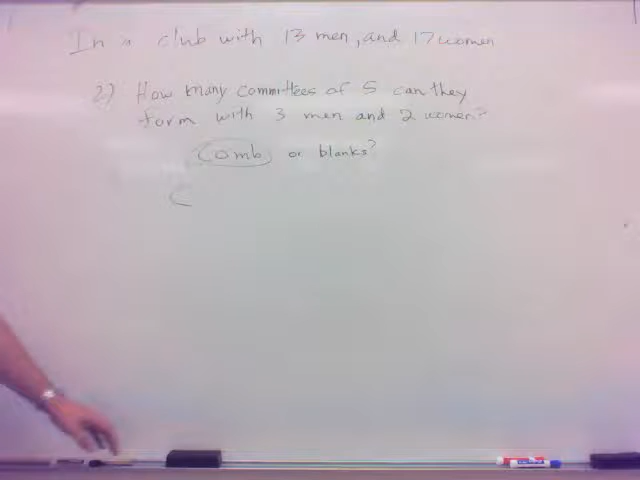 In a club with 13 men, and 17 women
2) How many committees of 5 can they
form with 3 men and 2 women?
Comb or blanks?
C